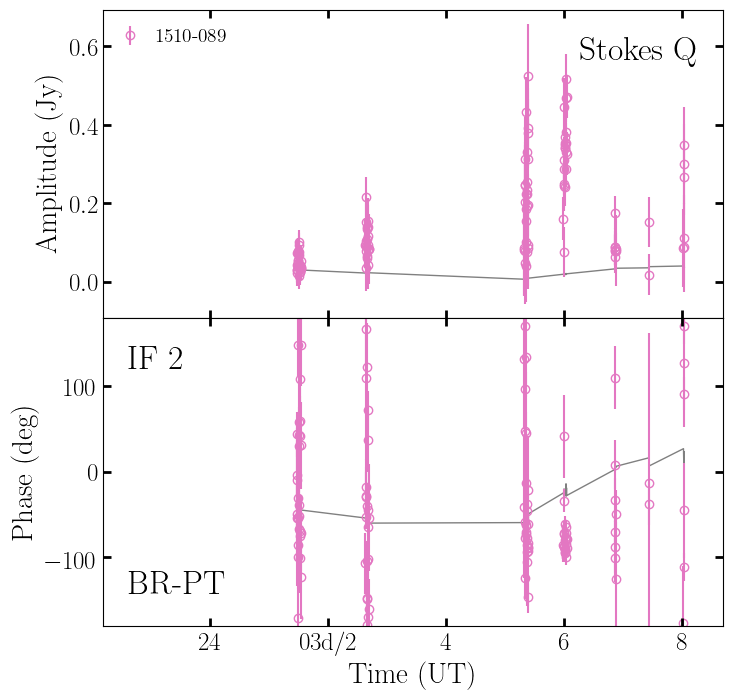 1510-089
Stokes Q
Amplitude (Jy)
0.6
0.4
0.2
0.0
IF 2
BR-PT
Phase (deg)
100
0
−100
24
03d/2
4
6
8
Time (UT)